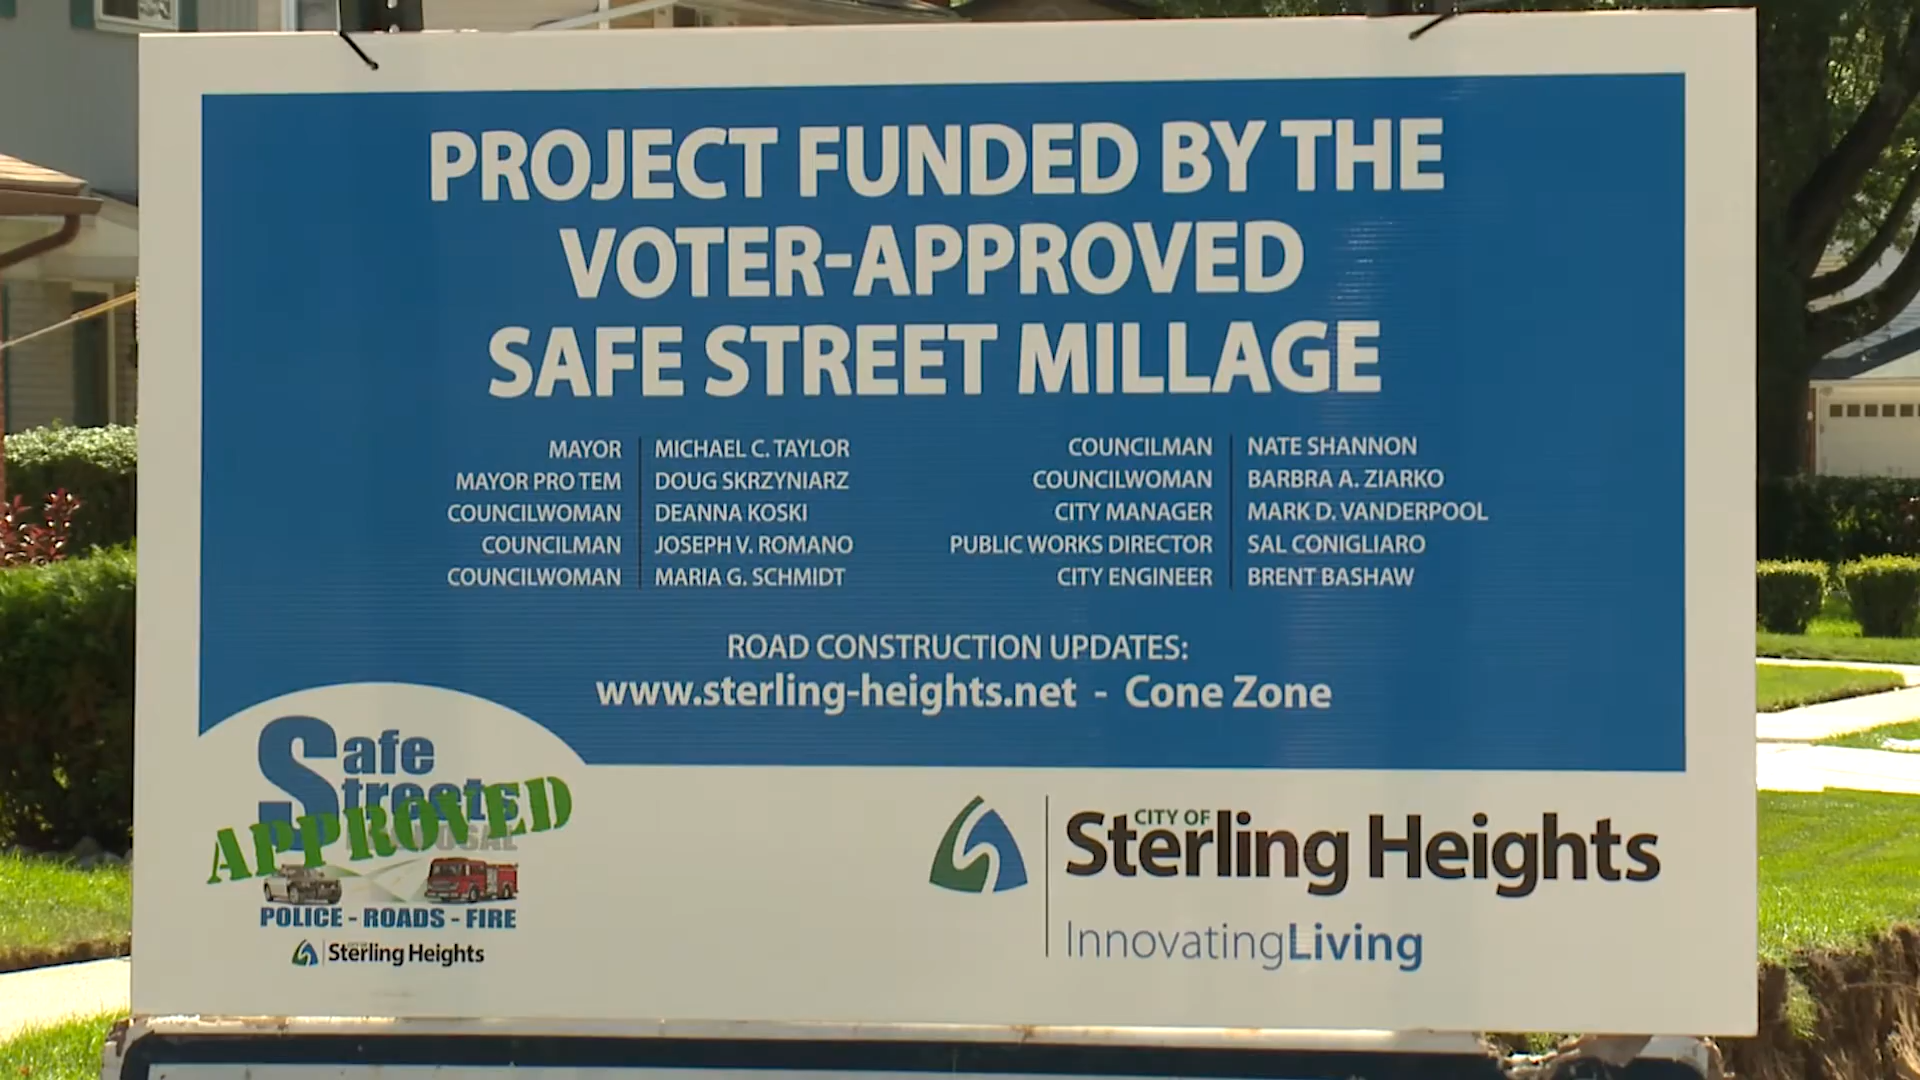 PROJECT FUNDED BY THE
VOTER-APPROVED
SAFE STREET MILLAGE
MAYOR MICHAEL C. TAYLOR
MAYOR PRO TEM DOUG SKRZYNIARZ
COUNCILWOMAN DEANNA KOSKI
COUNCILMAN JOSEPH V. ROMANO
COUNCILWOMAN MARIA G. SCHMIDT
COUNCILMAN NATE SHANNON
COUNCILWOMAN BARBRA A. ZIARKO
CITY MANAGER MARK D. VANDERPOOL
PUBLIC WORKS DIRECTOR SAL CONIGLIARO
CITY ENGINEER BRENT BASHAW
ROAD CONSTRUCTION UPDATES:
www.sterling-heights.net - Cone Zone
Safe
Streets
APPROVED
POLICE - ROADS - FIRE
Sterling Heights
CITY OF
Sterling Heights
InnovatingLiving